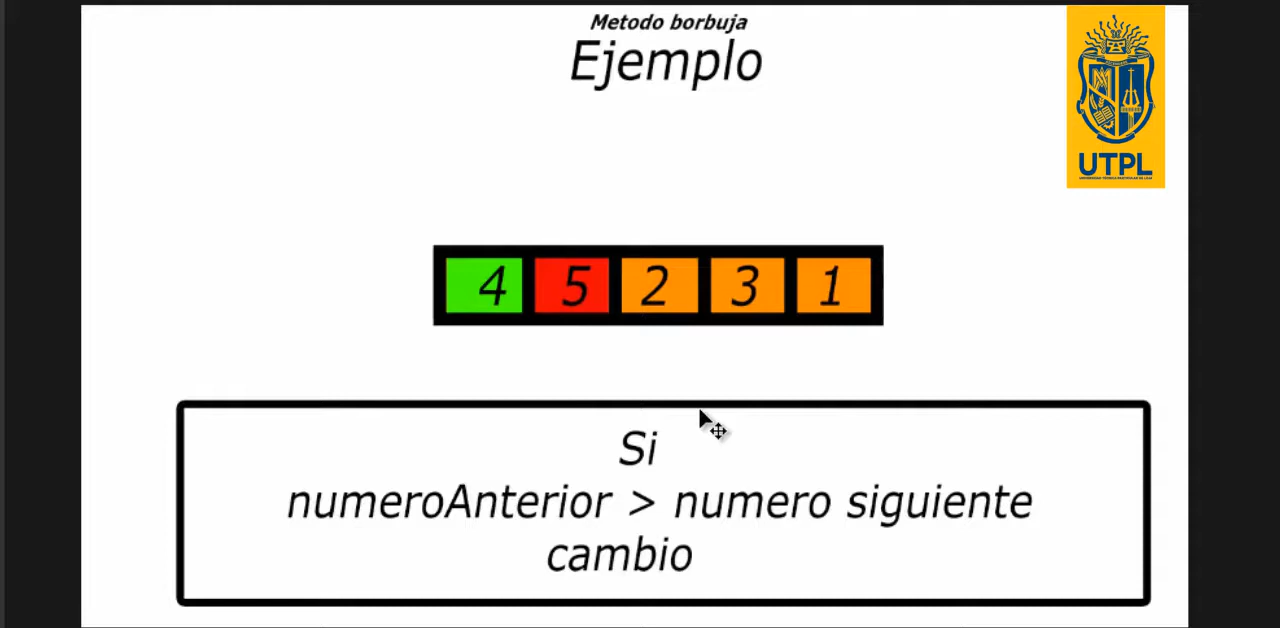 Metodo borbuja
Ejemplo
UTPL
4 5 2 3 1
Si
numeroAnterior > numero siguiente
cambio